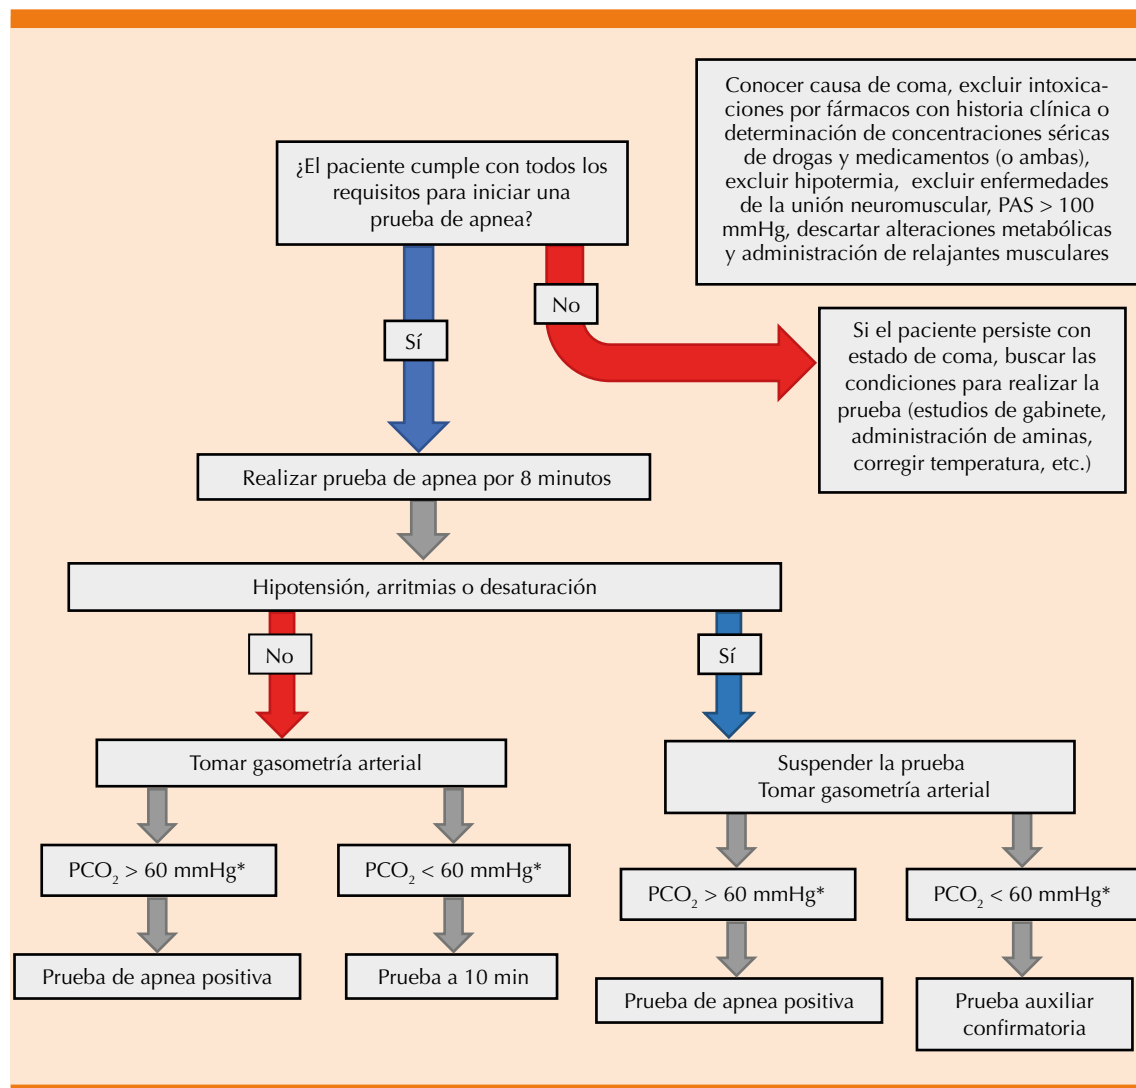 Conocer causa de coma, excluir intoxica-
ciones por fármacos con historia clínica o
determinación de concentraciones séricas
de drogas y medicamentos (o ambas),
excluir hipotermia, excluir enfermedades
de la unión neuromuscular, PAS > 100
mmHg, descartar alteraciones metabólicas
y administración de relajantes musculares
¿El paciente cumple con todos los
requisitos para iniciar una
prueba de apnea?
No
Sí
Si el paciente persiste con
estado de coma, buscar las
condiciones para realizar la
prueba (estudios de gabinete,
administración de aminas,
corregir temperatura, etc.)
Realizar prueba de apnea por 8 minutos
Hipotensión, arritmias o desaturación
No
Sí
Tomar gasometría arterial
Suspender la prueba
Tomar gasometría arterial
PCO₂ > 60 mmHg*
PCO₂ < 60 mmHg*
PCO₂ > 60 mmHg*
PCO₂ < 60 mmHg*
Prueba de apnea positiva
Prueba a 10 min
Prueba de apnea positiva
Prueba auxiliar
confirmatoria